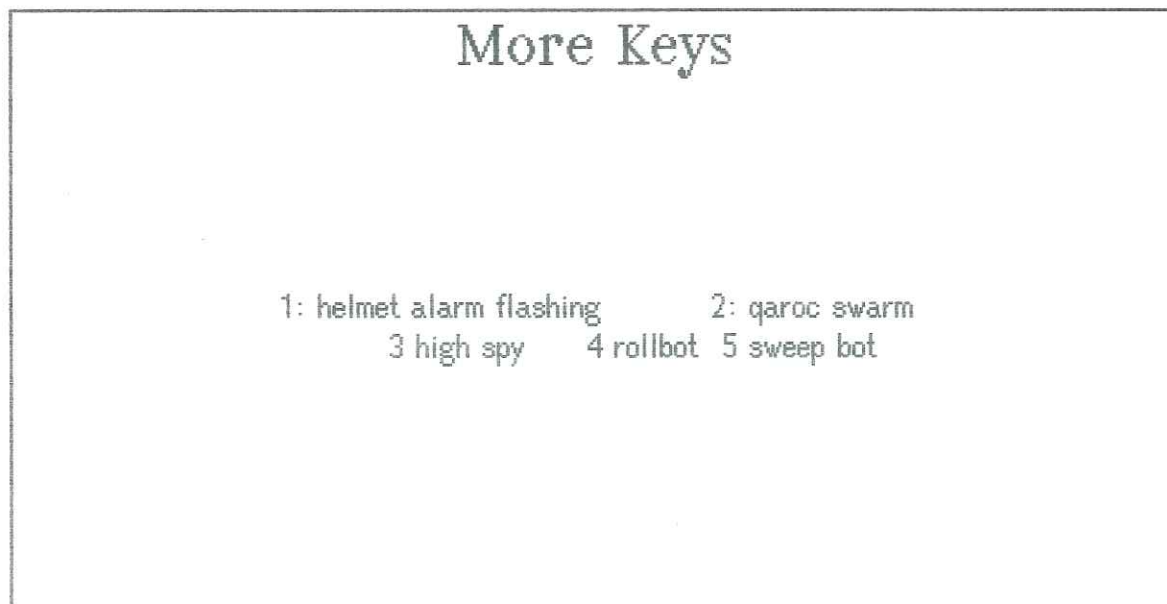 More Keys
1: helmet alarm flashing 2: qaroc swarm
3 high spy 4 rollbot 5 sweep bot